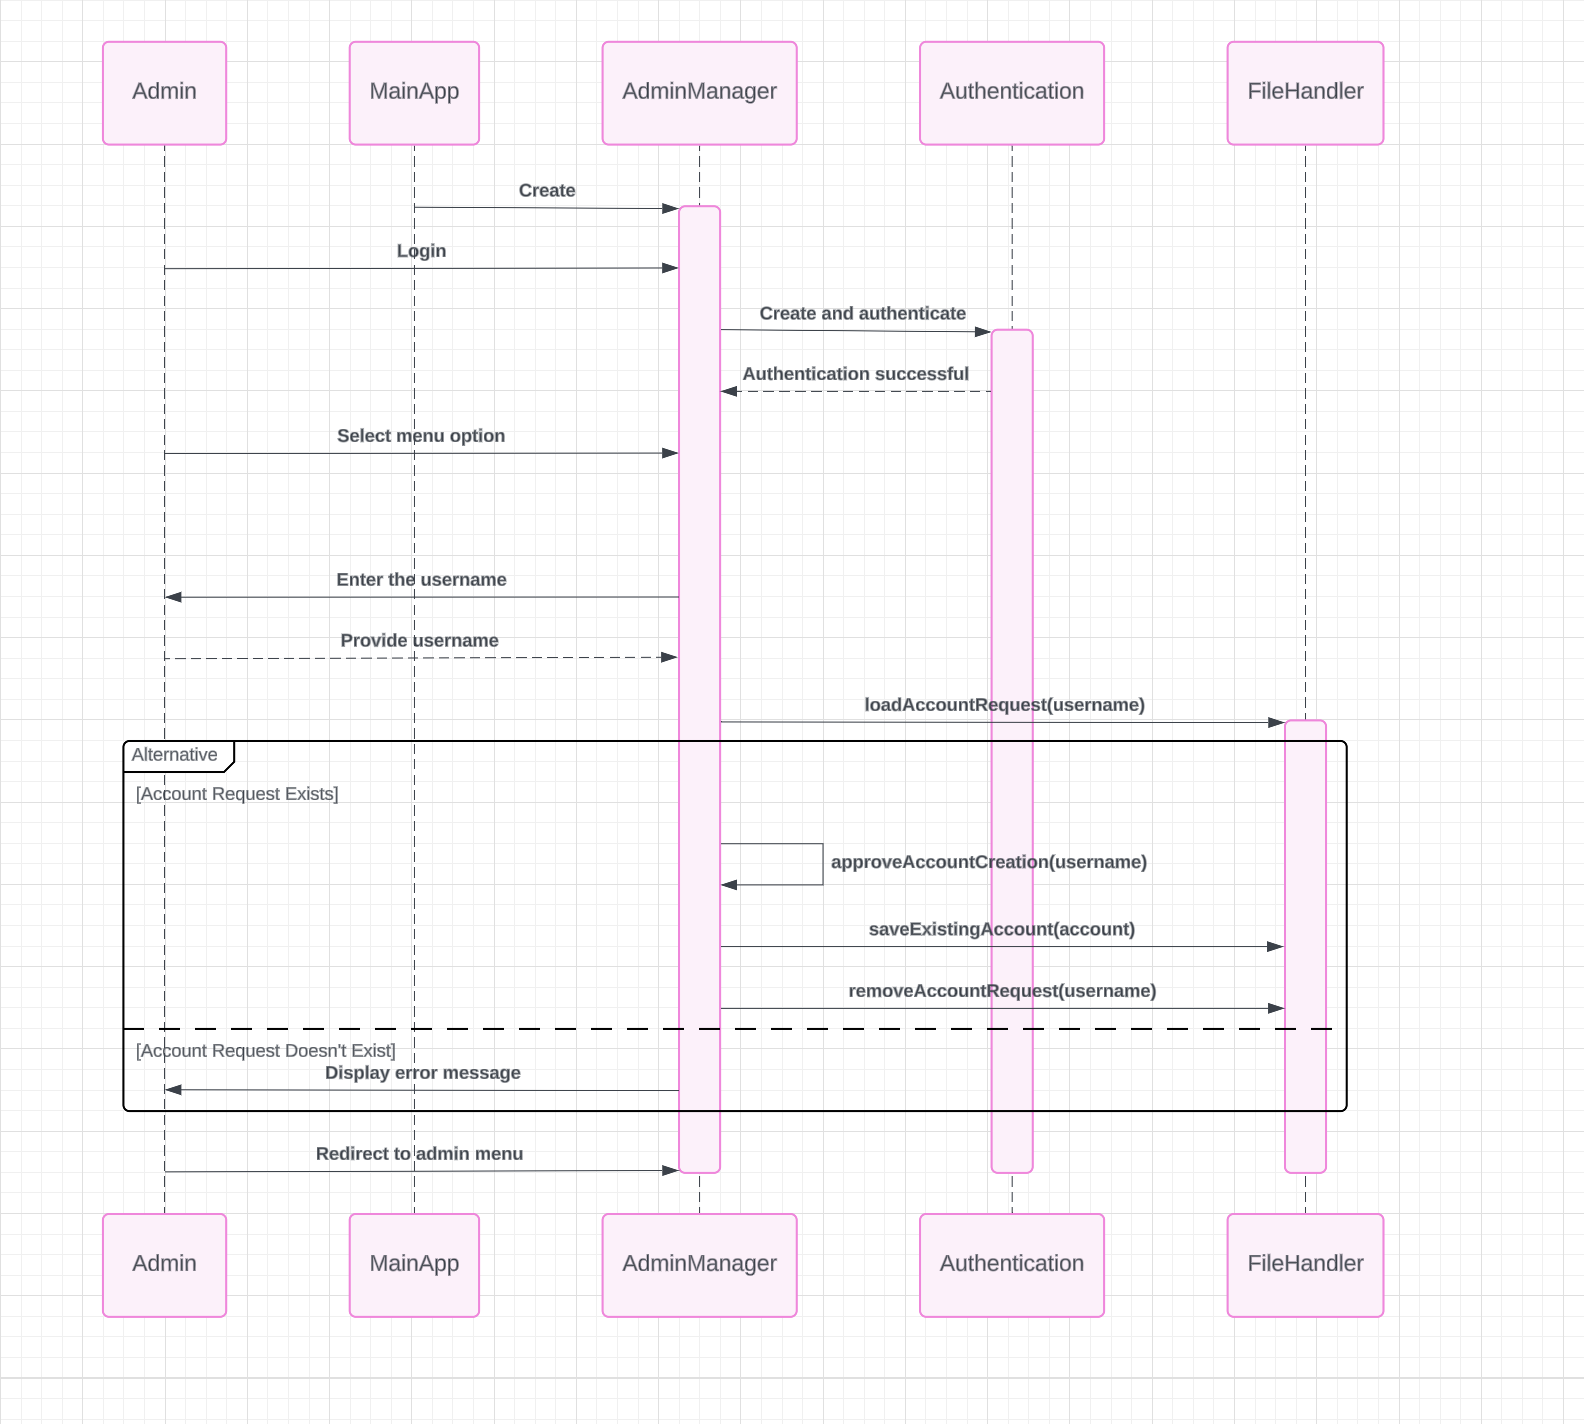 Admin
MainApp
AdminManager
Authentication
FileHandler
Create
Login
Create and authenticate
Authentication successful
Select menu option
Enter the username
Provide username
loadAccountRequest(username)
Alternative
[Account Request Exists]
approveAccountCreation(username)
saveExistingAccount(account)
removeAccountRequest(username)
[Account Request Doesn't Exist]
Display error message
Redirect to admin menu
Admin
MainApp
AdminManager
Authentication
FileHandler